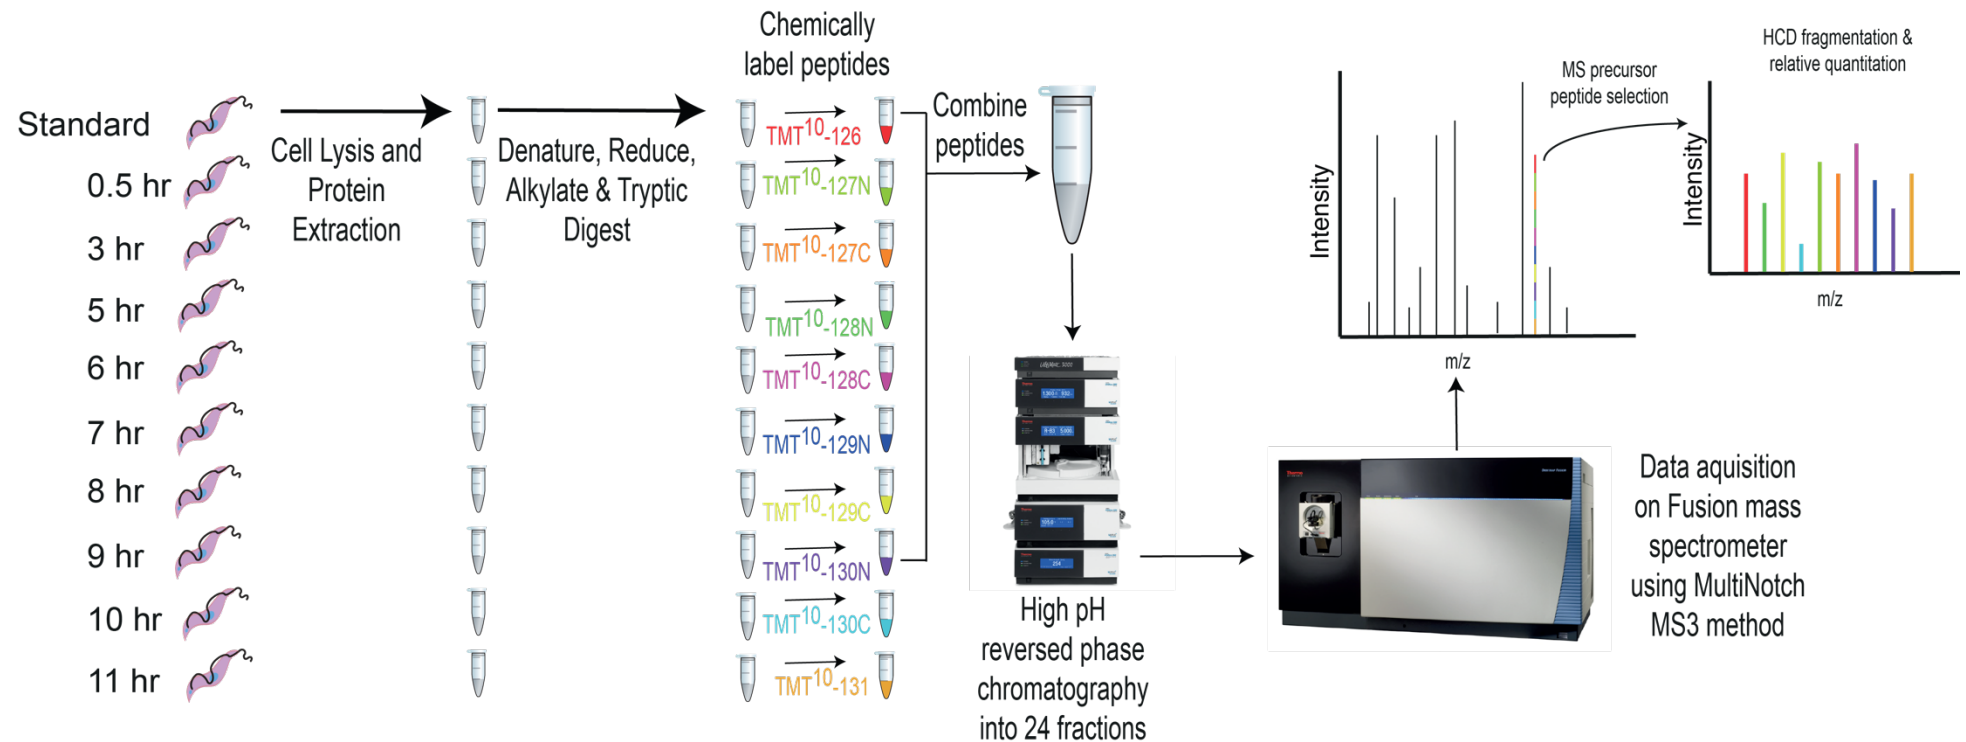 Standard
0.5 hr
3 hr
5 hr
6 hr
7 hr
8 hr
9 hr
10 hr
11 hr
Cell Lysis and
Protein
Extraction
Denature, Reduce,
Alkylate & Tryptic
Digest
Chemically
label peptides
TMT10-126
TMT10-127N
TMT10-127C
TMT10-128N
TMT10-128C
TMT10-129N
TMT10-129C
TMT10-130N
TMT10-130C
TMT10-131
Combine
peptides
High pH
reversed phase
chromatography
into 24 fractions
Data aquisition
on Fusion mass
spectrometer
using MultiNotch
MS3 method
Intensity
m/z
MS precursor
peptide selection
HCD fragmentation &
relative quantitation
Intensity
m/z